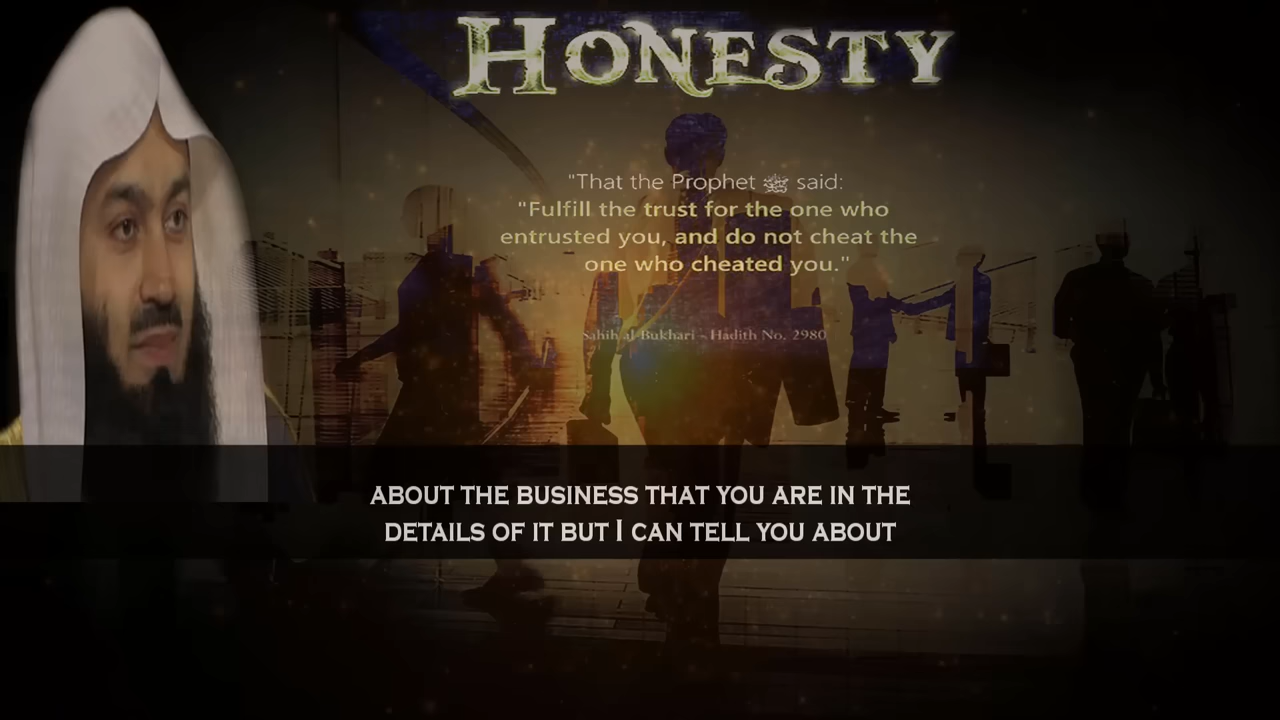 HONESTY
"That the Prophet ﷺ said:
"Fulfill the trust for the one who
entrusted you, and do not cheat the
one who cheated you."
Sahih al-Bukhari - Hadith No. 2980
ABOUT THE BUSINESS THAT YOU ARE IN THE
DETAILS OF IT BUT I CAN TELL YOU ABOUT